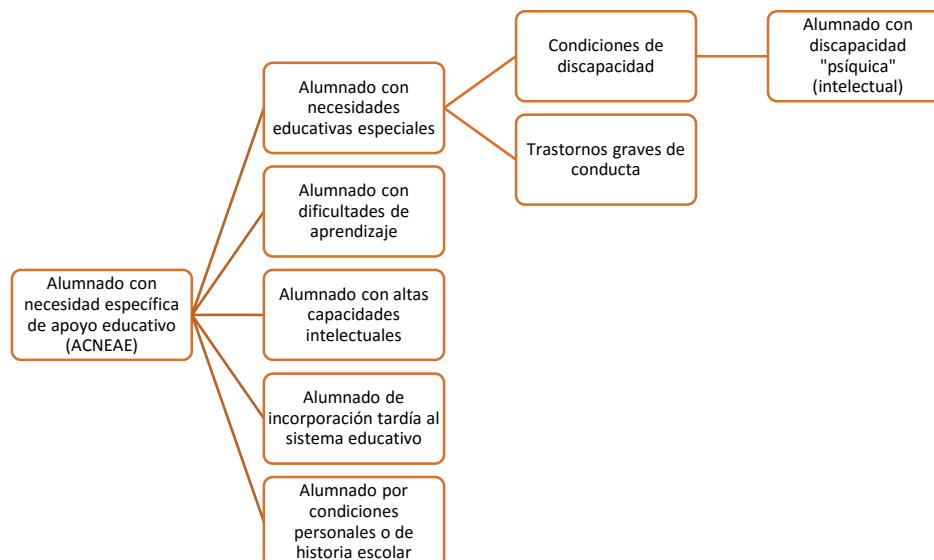 Alumnado con
necesidad específica
de apoyo educativo
(ACNEAE)
Alumnado con
necesidades
educativas especiales
Condiciones de
discapacidad
Alumnado con
discapacidad
"psíquica"
(intelectual)
Trastornos graves de
conducta
Alumnado con
dificultades de
aprendizaje
Alumnado con altas
capacidades
intelectuales
Alumnado de
incorporación tardía al
sistema educativo
Alumnado por
condiciones
personales o de
historia escolar